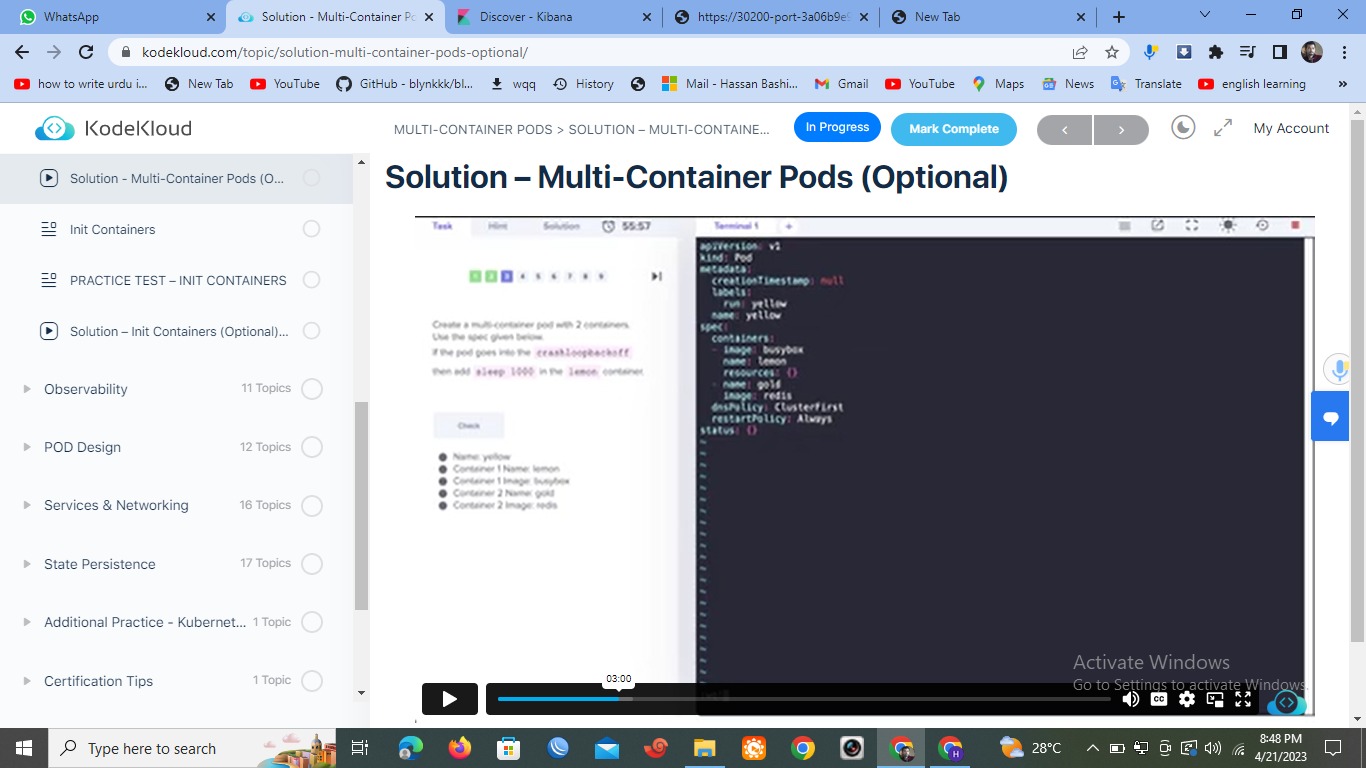 WhatsApp
Solution - Multi-Container Po
Discover - Kibana
https://30200-port-3a06b9e9
New Tab
kodekloud.com/topic/solution-multi-container-pods-optional/
how to write urdu i...
New Tab
YouTube
GitHub - blynkkk/bl...
wqq
History
Mail - Hassan Bashi...
Gmail
YouTube
Maps
News
Translate
english learning
»
KodeKloud
MULTI-CONTAINER PODS > SOLUTION – MULTI-CONTAINE...
In Progress
Mark Complete
My Account
Solution - Multi-Container Pods (O...
Init Containers
PRACTICE TEST – INIT CONTAINERS
Solution – Init Containers (Optional)...
Observability
11 Topics
POD Design
12 Topics
Services & Networking
16 Topics
State Persistence
17 Topics
Additional Practice - Kubernet...
1 Topic
Certification Tips
1 Topic
Solution – Multi-Container Pods (Optional)
Task
Hint
Solution
55:57
Terminal 1
+
1 2 3 4 5 6 7 8 9
Create a multi-container pod with 2 containers.
Use the spec given below.
If the pod goes into the crashloopbackoff
then add sleep 1000 in the lemon container.
Check
Name: yellow
Container 1 Name: lemon
Container 1 Image: busybox
Container 2 Name: gold
Container 2 Image: redis
apiVersion: v1
kind: Pod
metadata:
creationTimestamp: null
labels:
run: yellow
name: yellow
spec:
containers:
- image: busybox
name: lemon
resources: {}
- name: gold
image: redis
dnsPolicy: ClusterFirst
restartPolicy: Always
status: {}
03:00
CC
Activate Windows
Go to Settings to activate Windows.
Type here to search
H
28°C
8:48 PM
4/21/2023